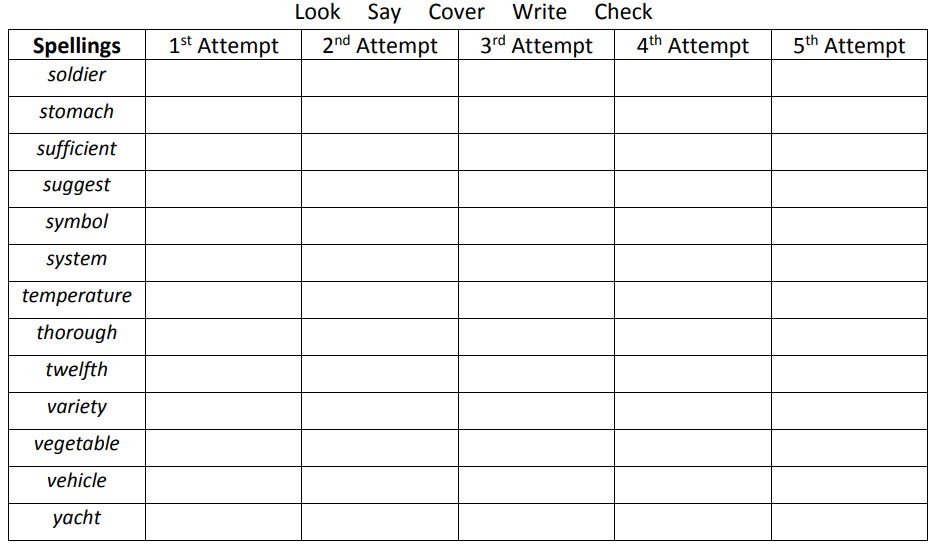 Look Say Cover Write Check
Spellings 1st Attempt 2nd Attempt 3rd Attempt 4th Attempt 5th Attempt
soldier
stomach
sufficient
suggest
symbol
system
temperature
thorough
twelfth
variety
vegetable
vehicle
yacht